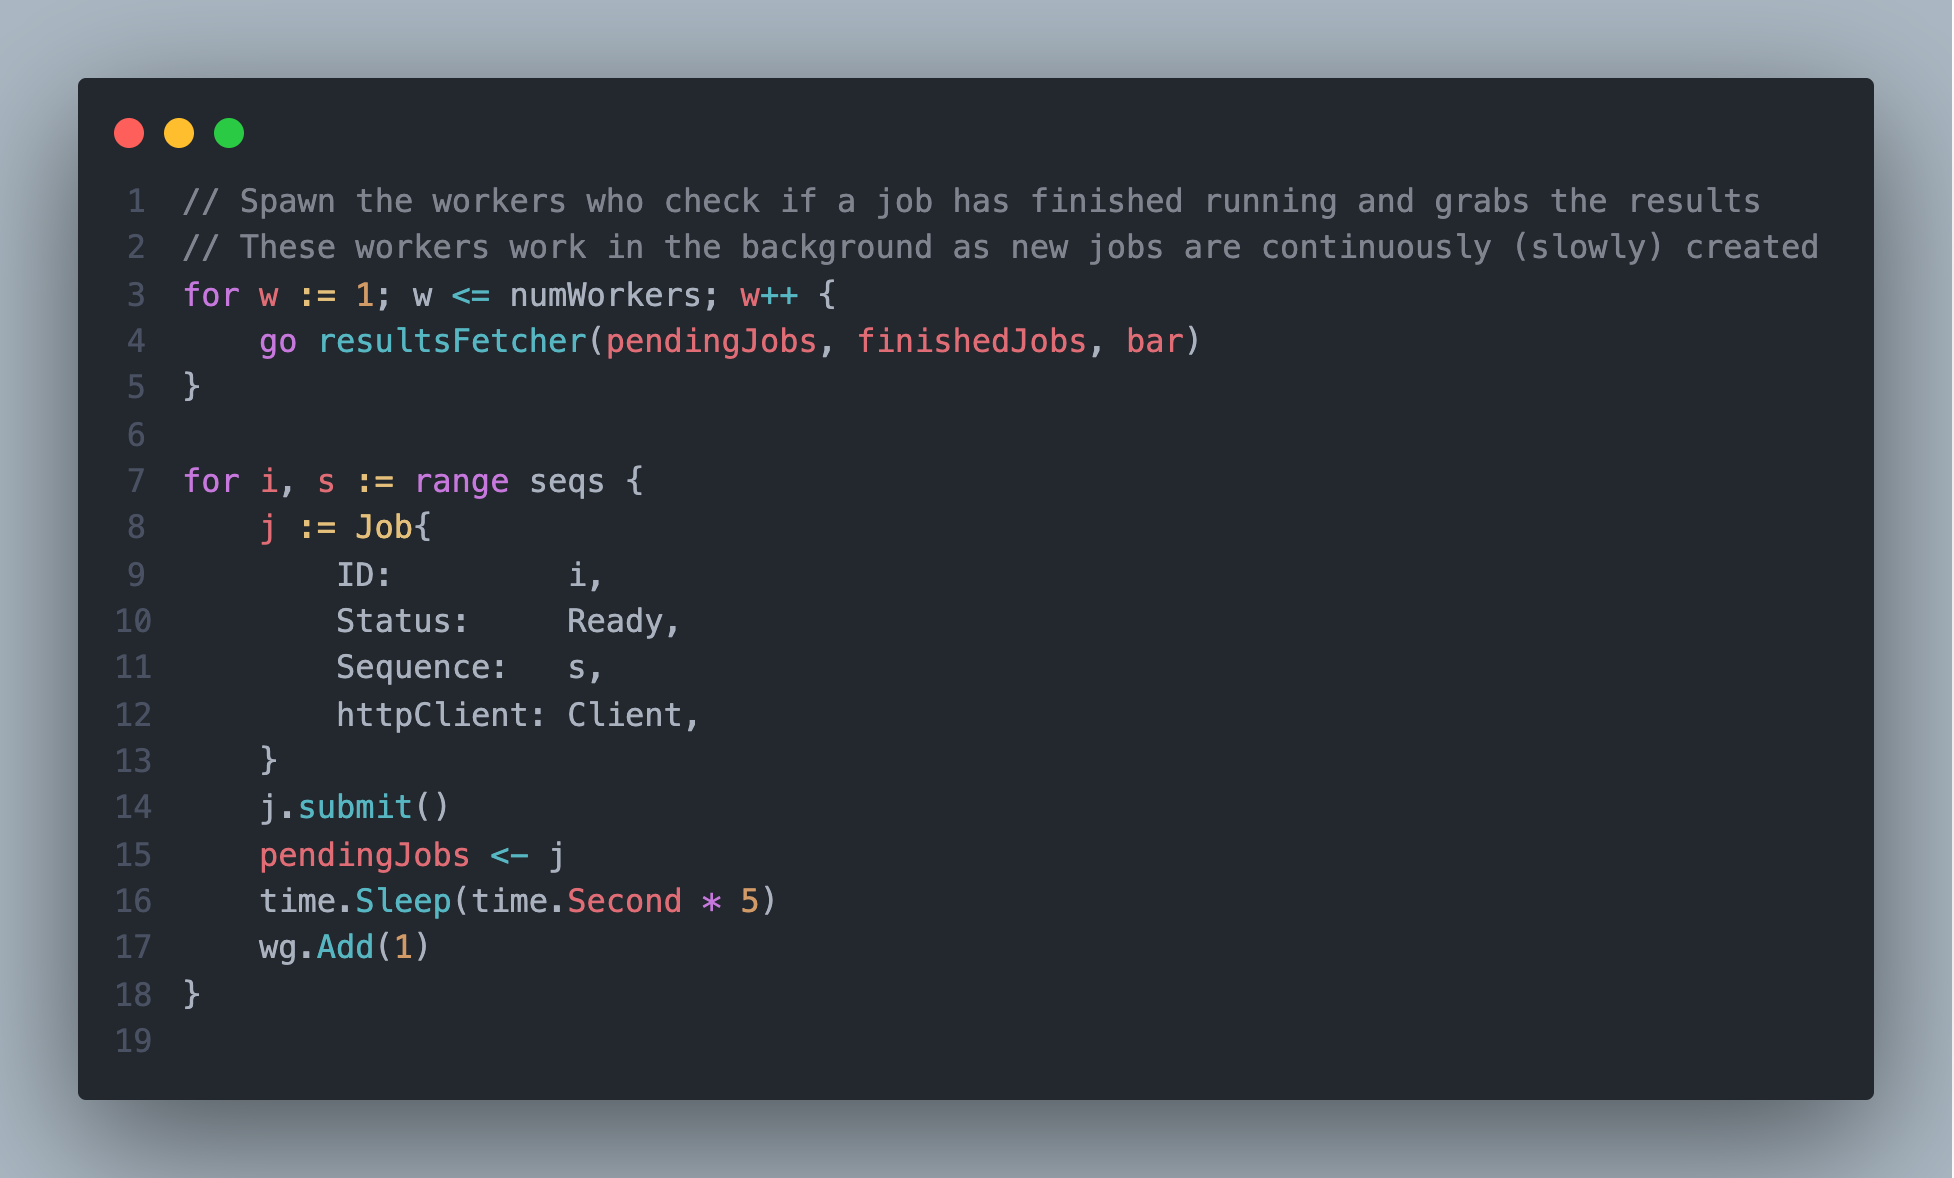 1 // Spawn the workers who check if a job has finished running and grabs the results
2 // These workers work in the background as new jobs are continuously (slowly) created
3 for w := 1; w <= numWorkers; w++ {
4     go resultsFetcher(pendingJobs, finishedJobs, bar)
5 }
6
7 for i, s := range seqs {
8     j := Job{
9         ID:         i,
10         Status:     Ready,
11         Sequence:   s,
12         httpClient: Client,
13     }
14     j.submit()
15     pendingJobs <- j
16     time.Sleep(time.Second * 5)
17     wg.Add(1)
18 }
19